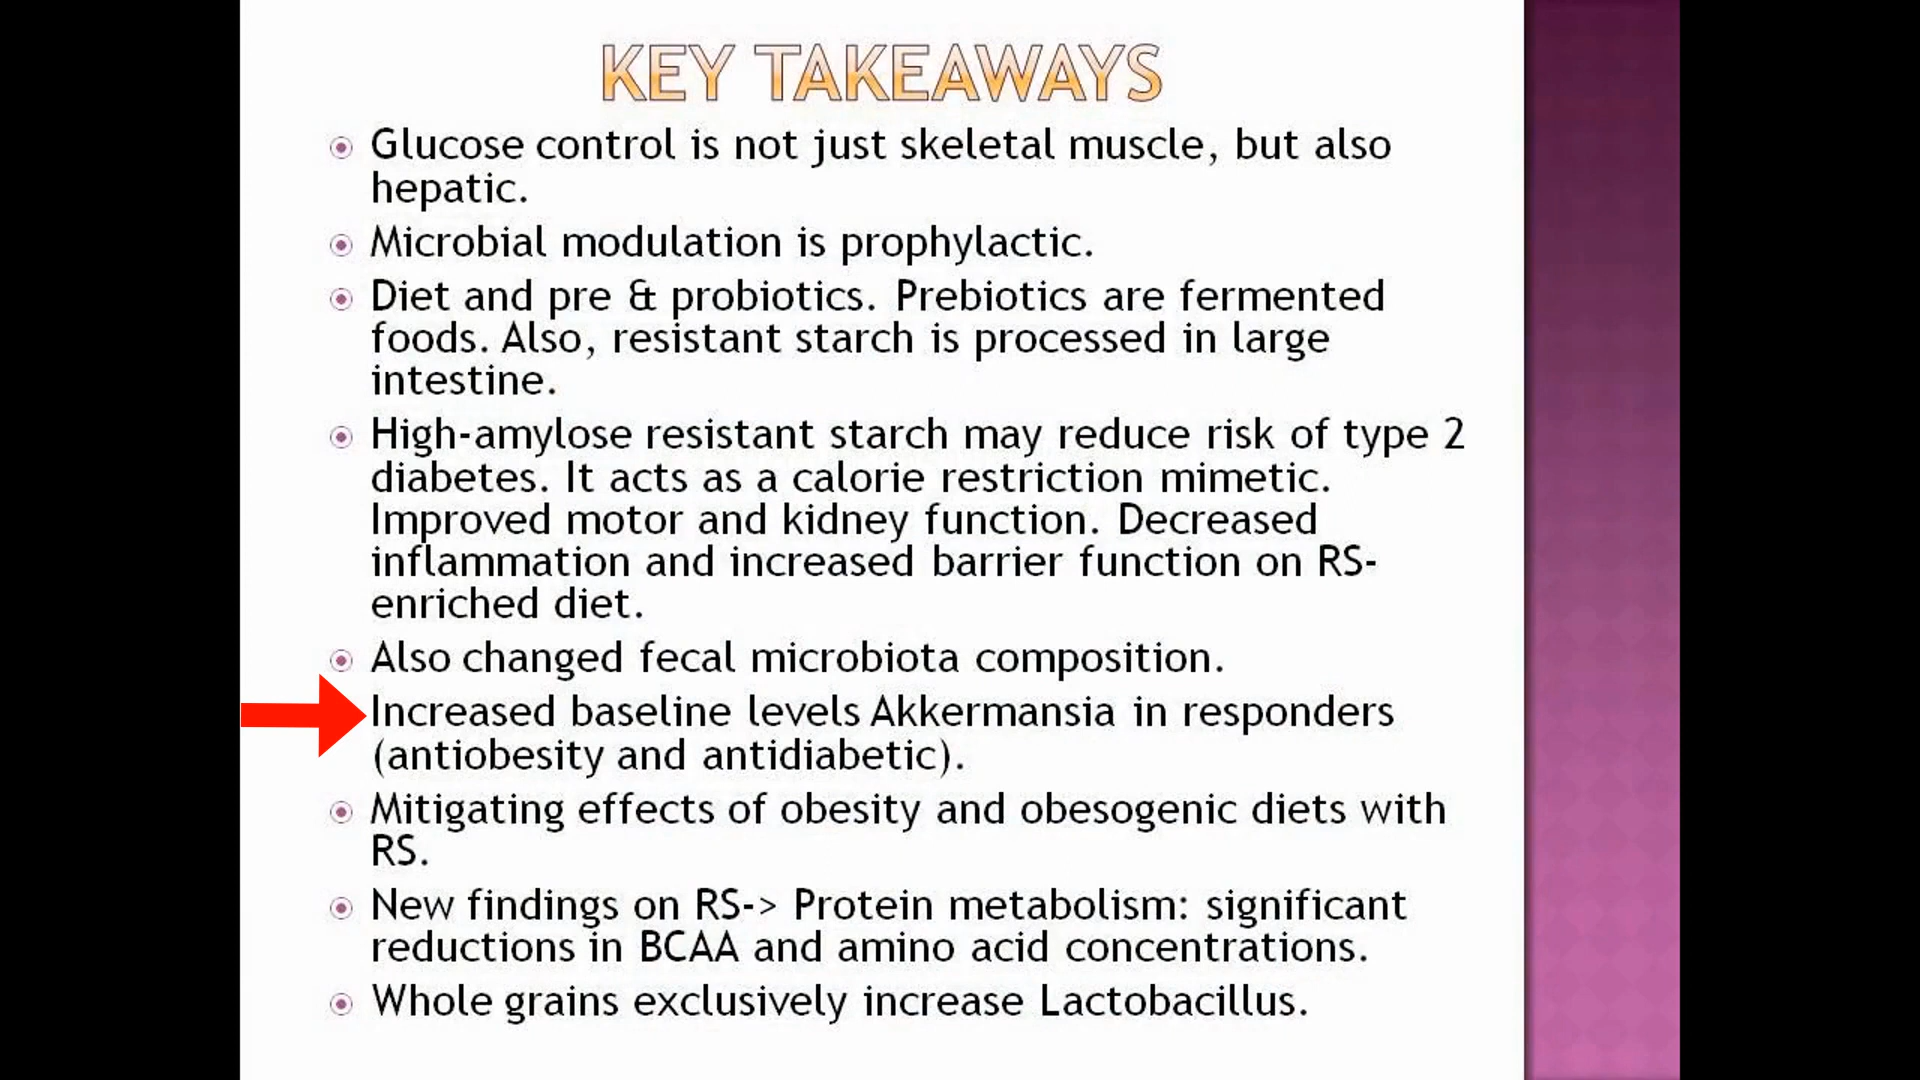 KEY TAKEAWAYS
Glucose control is not just skeletal muscle, but also
hepatic.
Microbial modulation is prophylactic.
Diet and pre & probiotics. Prebiotics are fermented
foods. Also, resistant starch is processed in large
intestine.
High-amylose resistant starch may reduce risk of type 2
diabetes. It acts as a calorie restriction mimetic.
Improved motor and kidney function. Decreased
inflammation and increased barrier function on RS-
enriched diet.
Also changed fecal microbiota composition.
Increased baseline levels Akkermansia in responders
(antiobesity and antidiabetic).
Mitigating effects of obesity and obesogenic diets with
RS.
New findings on RS-> Protein metabolism: significant
reductions in BCAA and amino acid concentrations.
Whole grains exclusively increase Lactobacillus.